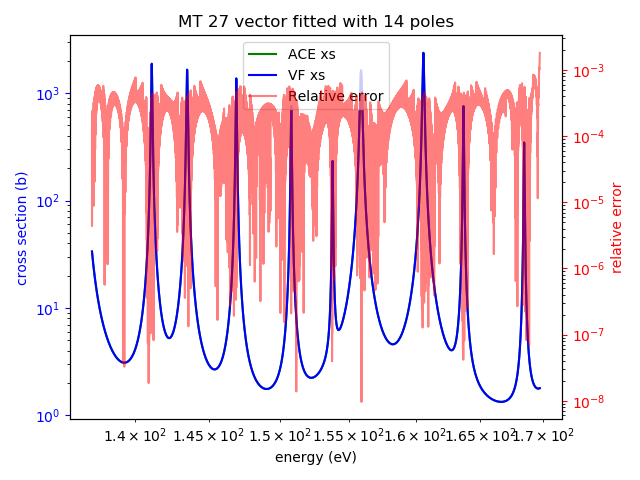 MT 27 vector fitted with 14 poles
ACE xs
VF xs
Relative error
cross section (b)
10³
10²
10¹
10⁰
10⁻³
10⁻⁴
10⁻⁵
10⁻⁶
10⁻⁷
10⁻⁸
relative error
1.4 × 10² 1.45 × 10² 1.5 × 10² 1.55 × 10² 1.6 × 10² 1.65 × 10² 1.7 × 10²
energy (eV)